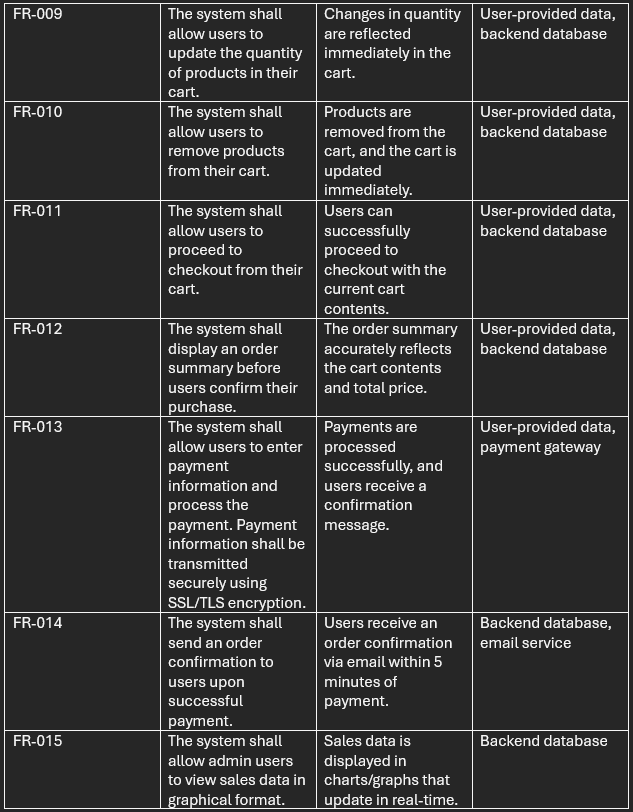 FR-009
The system shall
allow users to
update the quantity
of products in their
cart.
Changes in quantity
are reflected
immediately in the
cart.
User-provided data,
backend database
FR-010
The system shall
allow users to
remove products
from their cart.
Products are
removed from the
cart, and the cart is
updated
immediately.
User-provided data,
backend database
FR-011
The system shall
allow users to
proceed to
checkout from their
cart.
Users can
successfully
proceed to
checkout with the
current cart
contents.
User-provided data,
backend database
FR-012
The system shall
display an order
summary before
users confirm their
purchase.
The order summary
accurately reflects
the cart contents
and total price.
User-provided data,
backend database
FR-013
The system shall
allow users to enter
payment
information and
process the
payment. Payment
information shall be
transmitted
securely using
SSL/TLS encryption.
Payments are
processed
successfully, and
users receive a
confirmation
message.
User-provided data,
payment gateway
FR-014
The system shall
send an order
confirmation to
users upon
successful
payment.
Users receive an
order confirmation
via email within 5
minutes of
payment.
Backend database,
email service
FR-015
The system shall
allow admin users
to view sales data in
graphical format.
Sales data is
displayed in
charts/graphs that
update in real-time.
Backend database